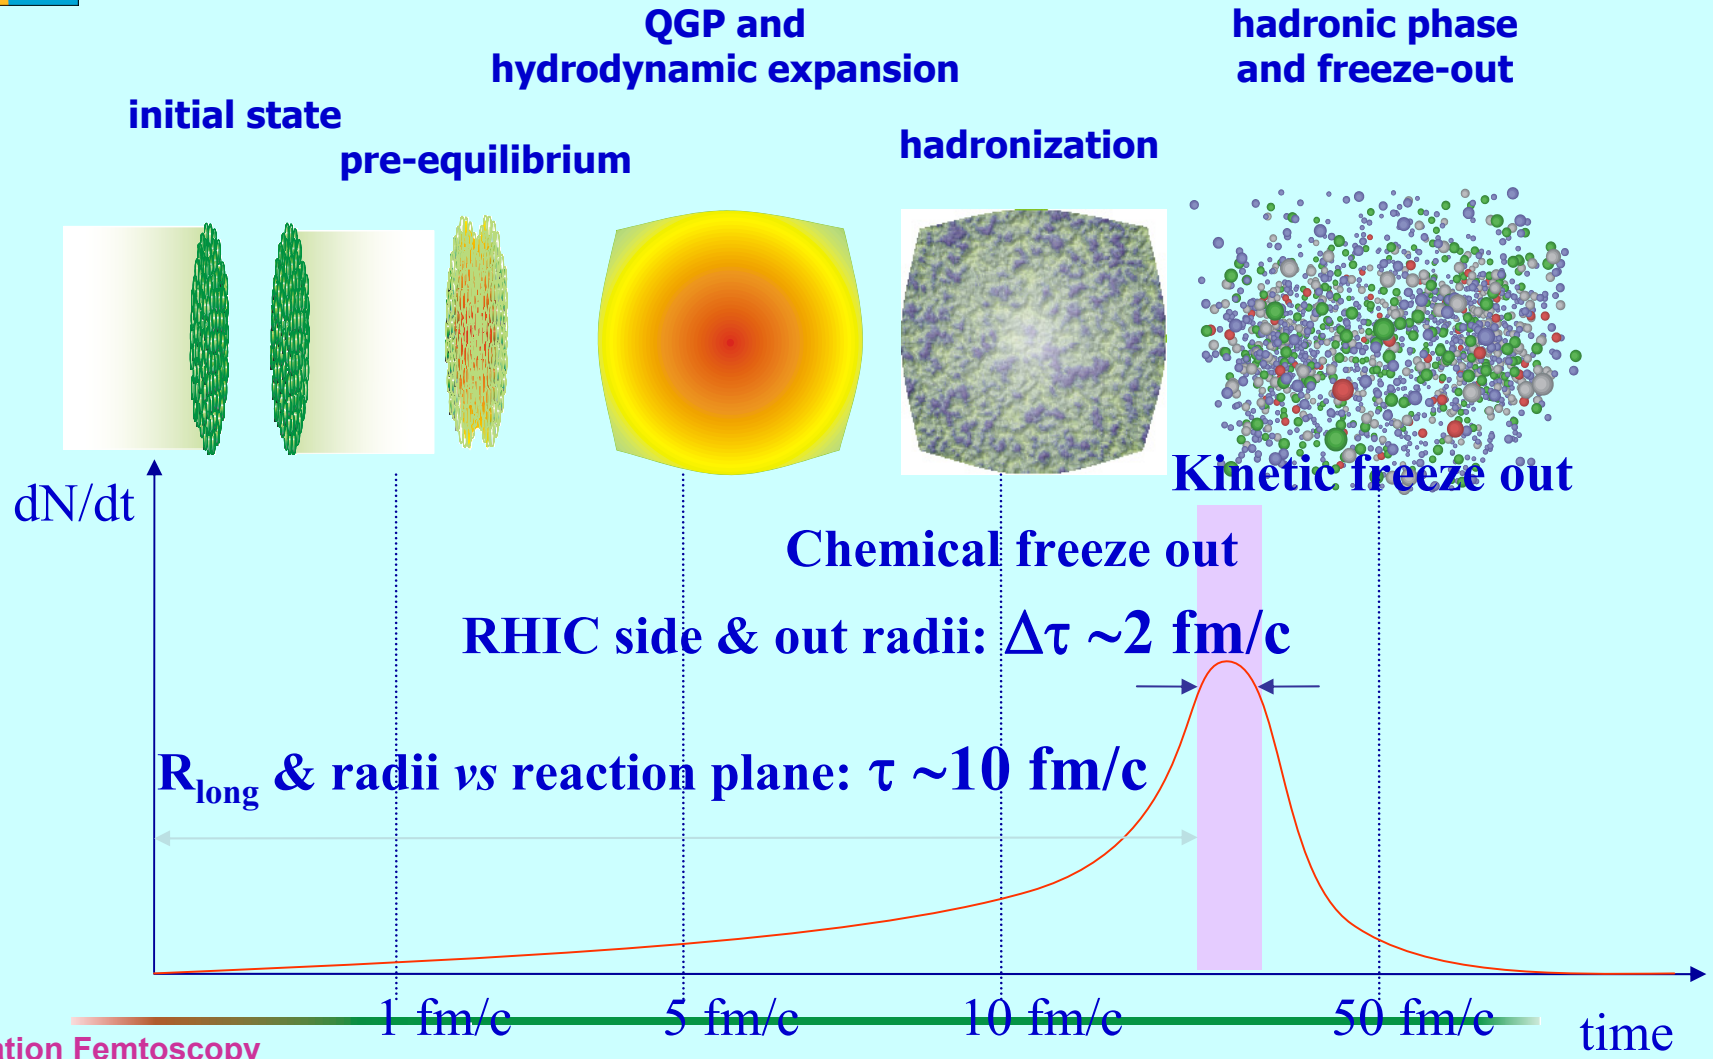 QGP and
hydrodynamic expansion
hadronic phase
and freeze-out
initial state
pre-equilibrium
hadronization
dN/dt
Kinetic freeze out
Chemical freeze out
RHIC side & out radii: Δτ ~2 fm/c
Rlong & radii vs reaction plane: τ ~10 fm/c
1 fm/c
5 fm/c
10 fm/c
50 fm/c
time
ation Femtoscopy